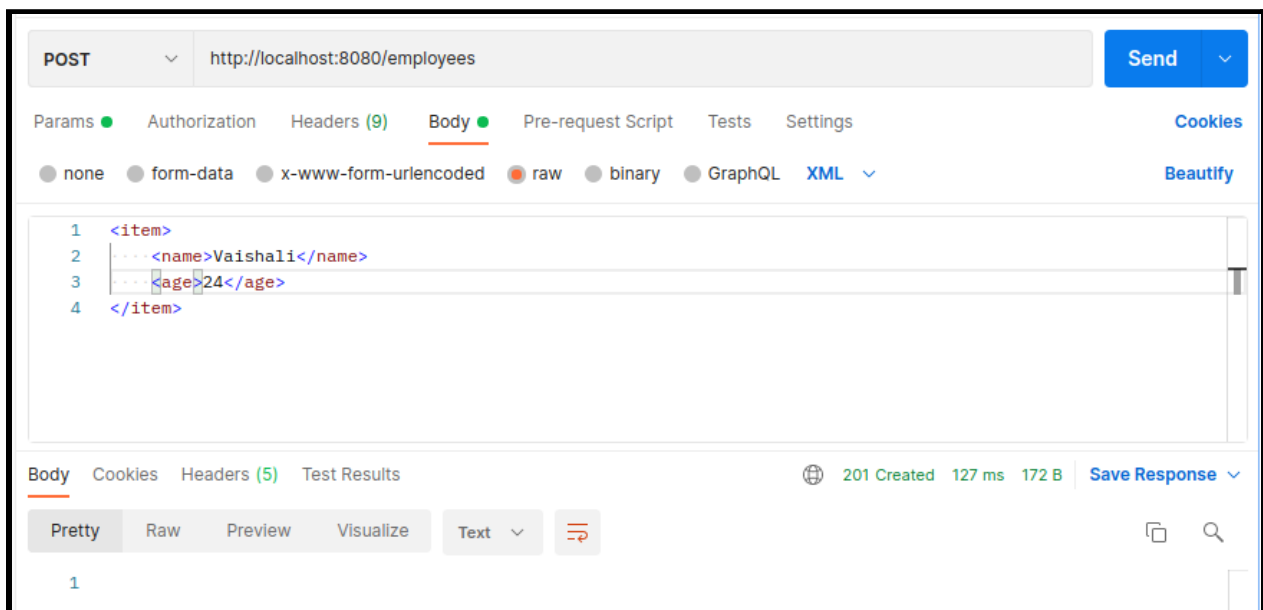 POST http://localhost:8080/employees Send
Params Authorization Headers (9) Body Pre-request Script Tests Settings Cookies
none form-data x-www-form-urlencoded raw binary GraphQL XML Beautify
1 <item>
2 ····<name>Vaishali</name>
3 ····<age>24</age>
4 </item>
Body Cookies Headers (5) Test Results 201 Created 127 ms 172 B Save Response
Pretty Raw Preview Visualize Text
1